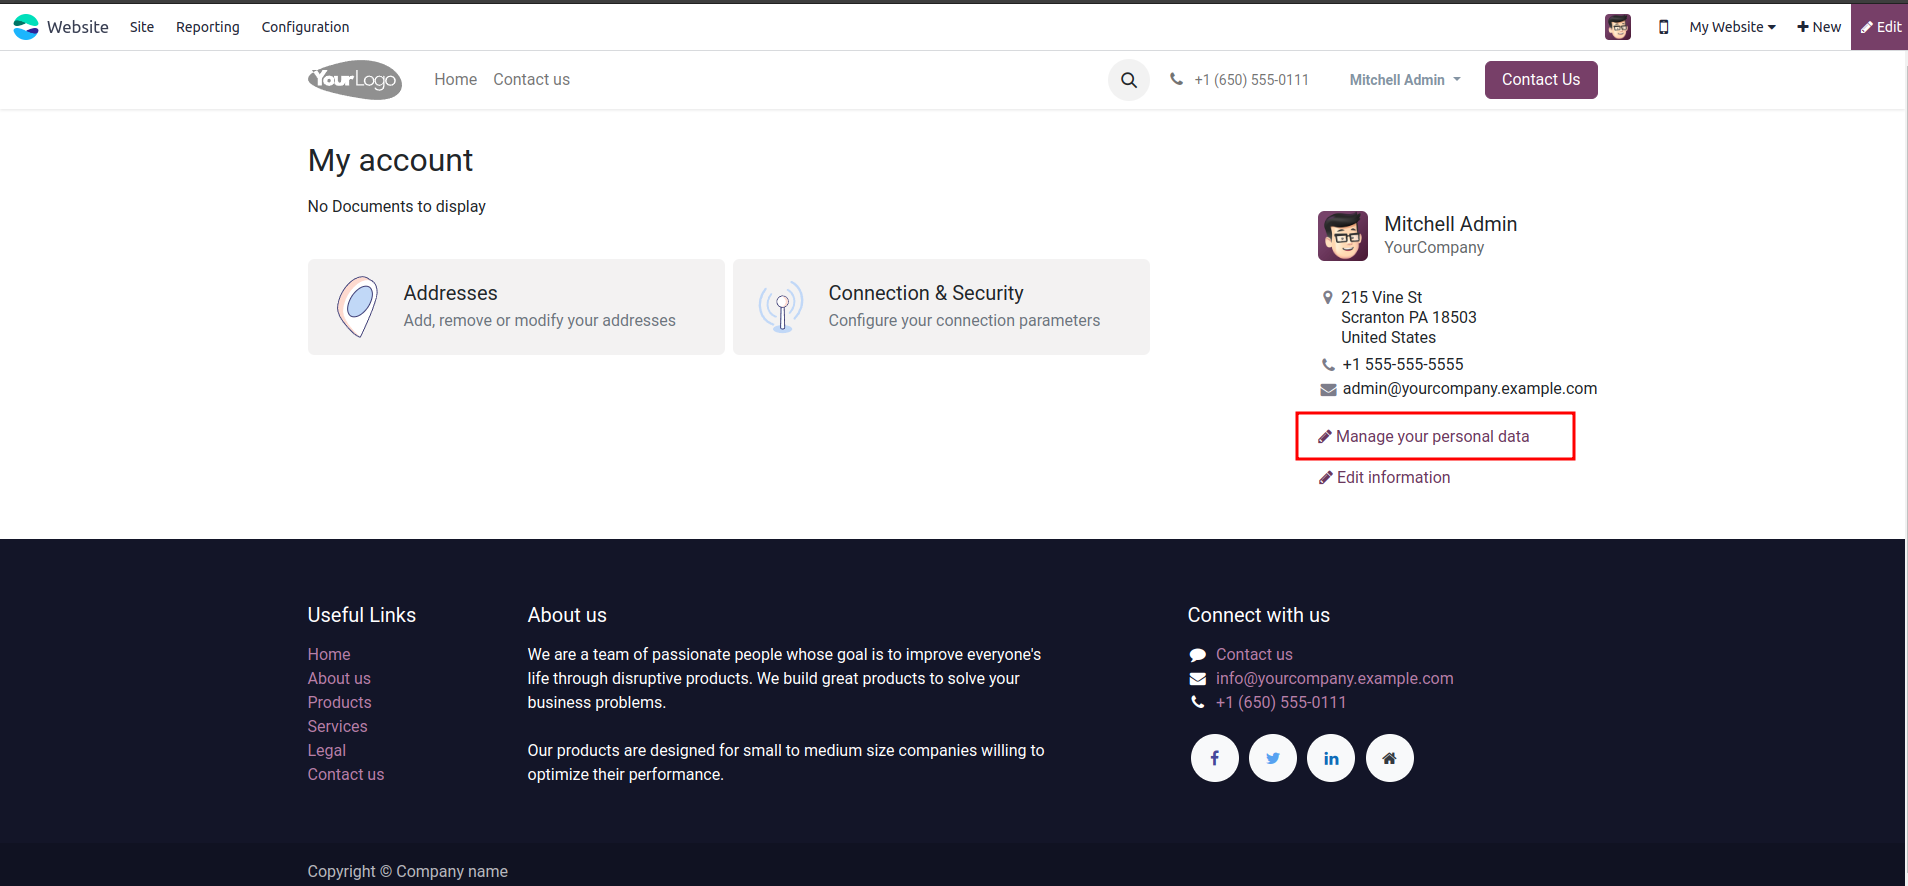 Website Site Reporting Configuration My Website New Edit
YourLogo Home Contact us +1 (650) 555-0111 Mitchell Admin Contact Us
My account
No Documents to display
Addresses
Add, remove or modify your addresses
Connection & Security
Configure your connection parameters
Mitchell Admin
YourCompany
215 Vine St
Scranton PA 18503
United States
+1 555-555-5555
admin@yourcompany.example.com
Manage your personal data
Edit information
Useful Links
Home
About us
Products
Services
Legal
Contact us
About us
We are a team of passionate people whose goal is to improve everyone's
life through disruptive products. We build great products to solve your
business problems.
Our products are designed for small to medium size companies willing to
optimize their performance.
Connect with us
Contact us
info@yourcompany.example.com
+1 (650) 555-0111
Copyright © Company name